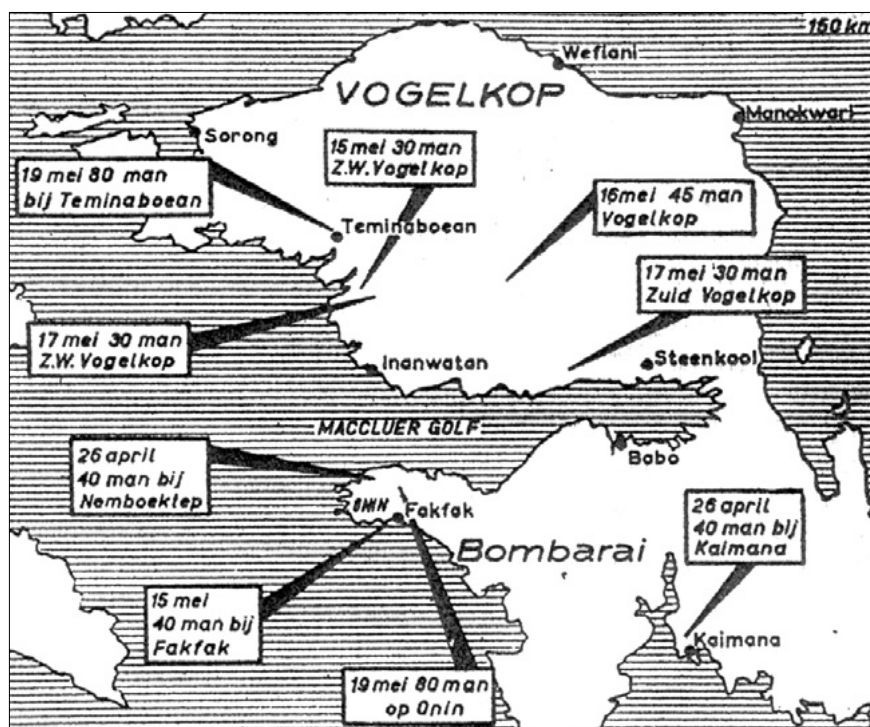 150 km
Weflani
VOGELKOP
Manokwari
Sorong
15 mei 30 man
Z.W. Vogelkop
19 mei 80 man
bij Teminaboean
16 mei 45 man
Vogelkop
Teminaboean
17 mei 30 man
Zuid Vogelkop
17 mei 30 man
Z.W. Vogelkop
Inanwatan
Steenkool
MACCLUER GOLF
Babo
26 april
40 man bij
Nemboektep
ONIN
Fakfak
26 april
40 man bij
Kaimana
Bombarai
15 mei
40 man bij
Fakfak
Kaimana
19 mei 80 man
op Onin